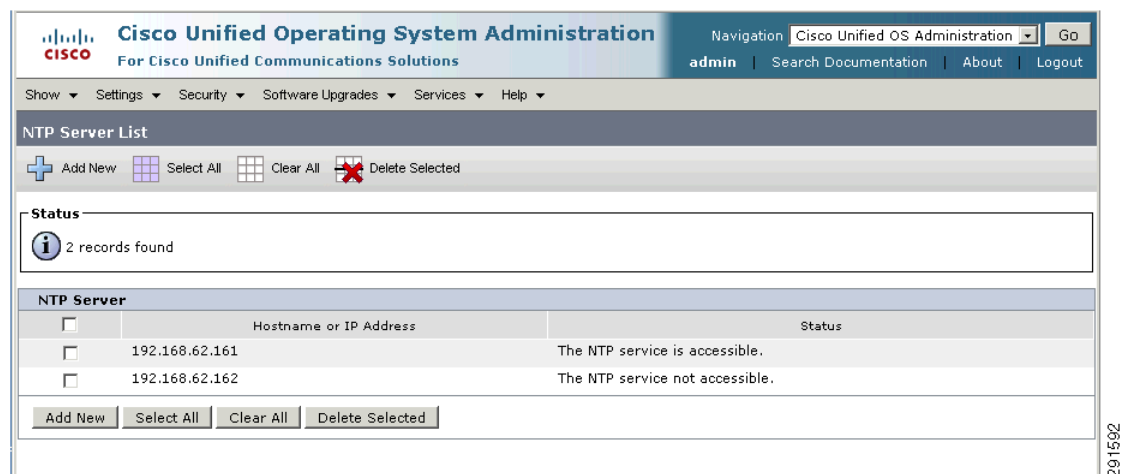 CISCO
Cisco Unified Operating System Administration
For Cisco Unified Communications Solutions
Navigation Cisco Unified OS Administration Go
admin | Search Documentation | About | Logout
Show Settings Security Software Upgrades Services Help
NTP Server List
Add New Select All Clear All Delete Selected
Status
i 2 records found
NTP Server
Hostname or IP Address Status
192.168.62.161 The NTP service is accessible.
192.168.62.162 The NTP service not accessible.
Add New Select All Clear All Delete Selected
291592